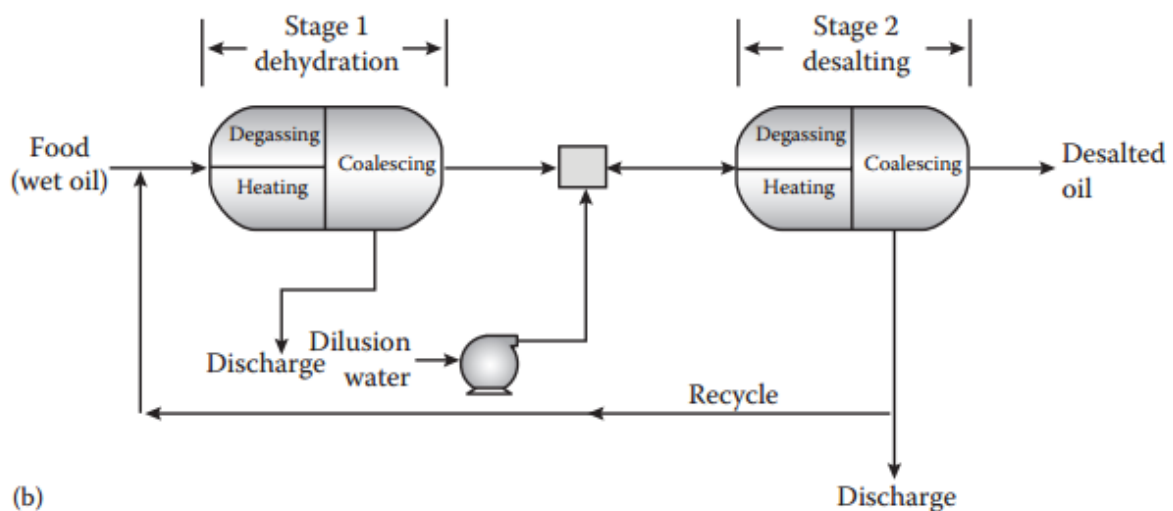 Stage 1
dehydration
Stage 2
desalting
Food
(wet oil)
Degassing
Heating
Coalescing
Degassing
Heating
Coalescing
Desalted
oil
Discharge
Dilusion
water
Recycle
Discharge
(b)